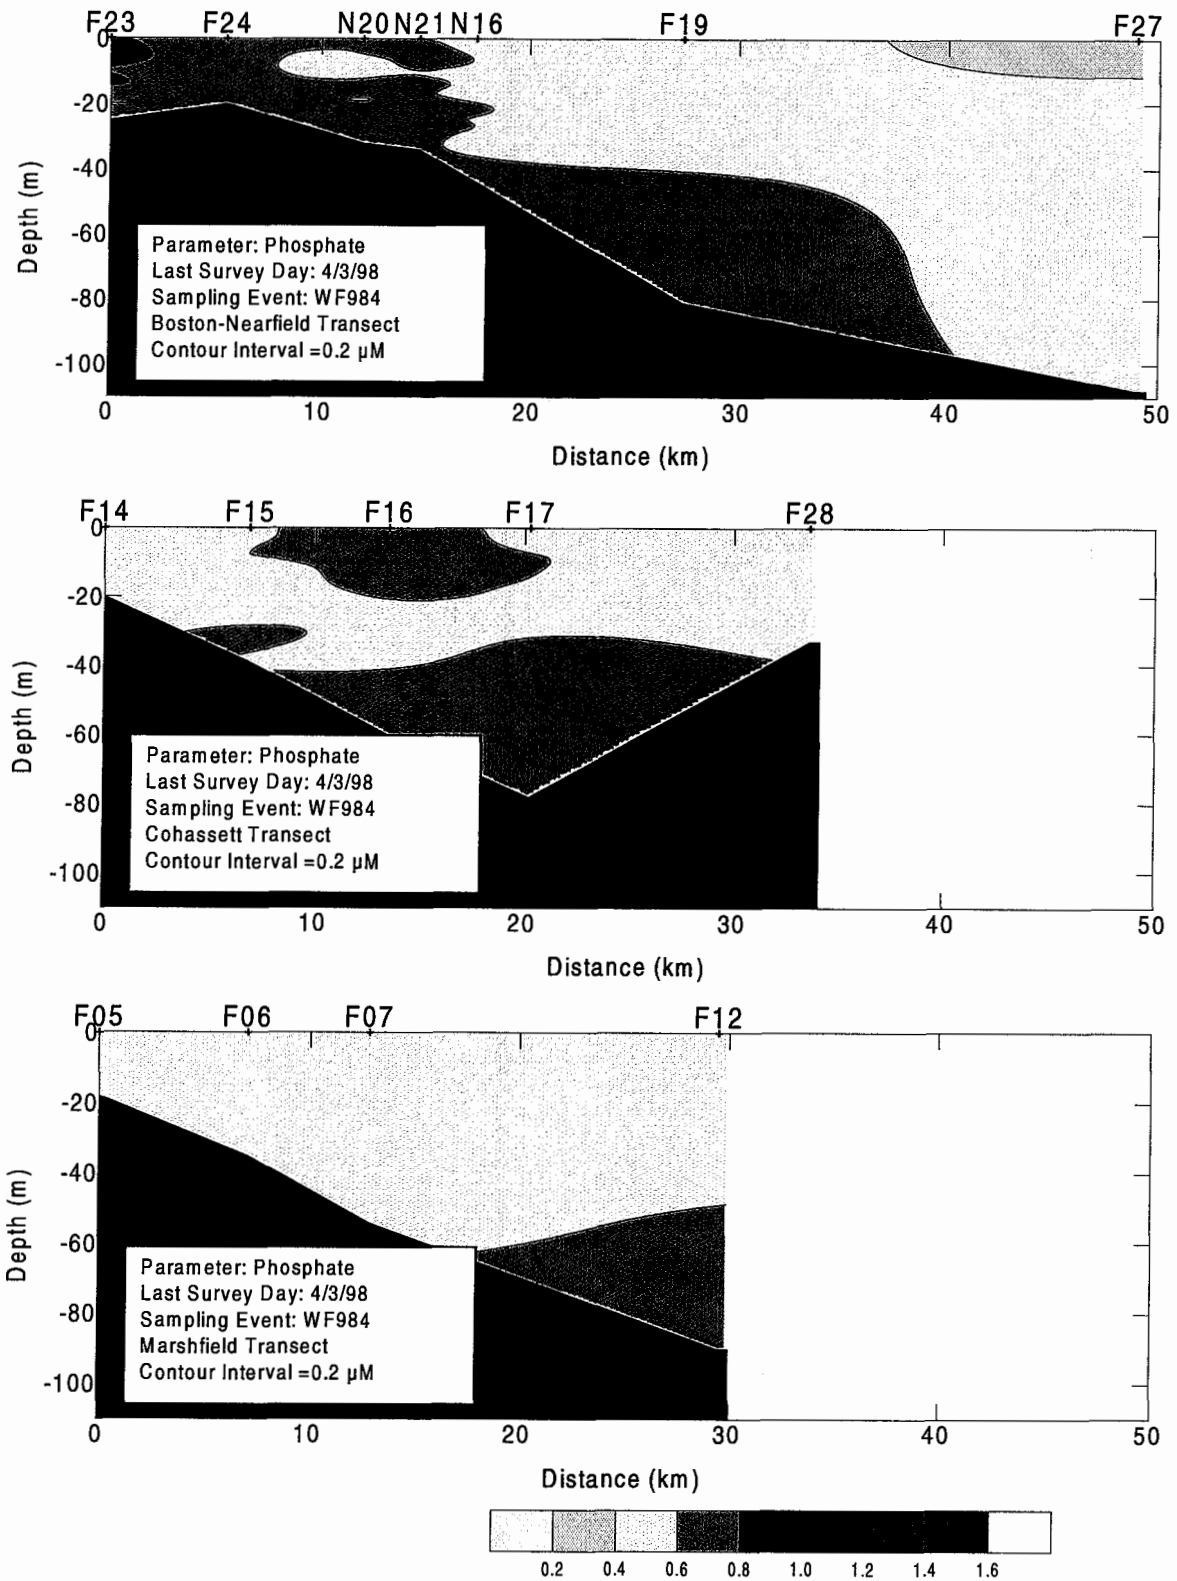 F23 F24 N20 N21 N16 F19 F27
0
-20
-40
-60
-80
-100
Depth (m)
Parameter: Phosphate
Last Survey Day: 4/3/98
Sampling Event: WF984
Boston-Nearfield Transect
Contour Interval =0.2 µM
0 10 20 30 40 50
Distance (km)
F14 F15 F16 F17 F28
0
-20
-40
-60
-80
-100
Depth (m)
Parameter: Phosphate
Last Survey Day: 4/3/98
Sampling Event: WF984
Cohassett Transect
Contour Interval =0.2 µM
0 10 20 30 40 50
Distance (km)
F05 F06 F07 F12
0
-20
-40
-60
-80
-100
Depth (m)
Parameter: Phosphate
Last Survey Day: 4/3/98
Sampling Event: WF984
Marshfield Transect
Contour Interval =0.2 µM
0 10 20 30 40 50
Distance (km)
0.2 0.4 0.6 0.8 1.0 1.2 1.4 1.6